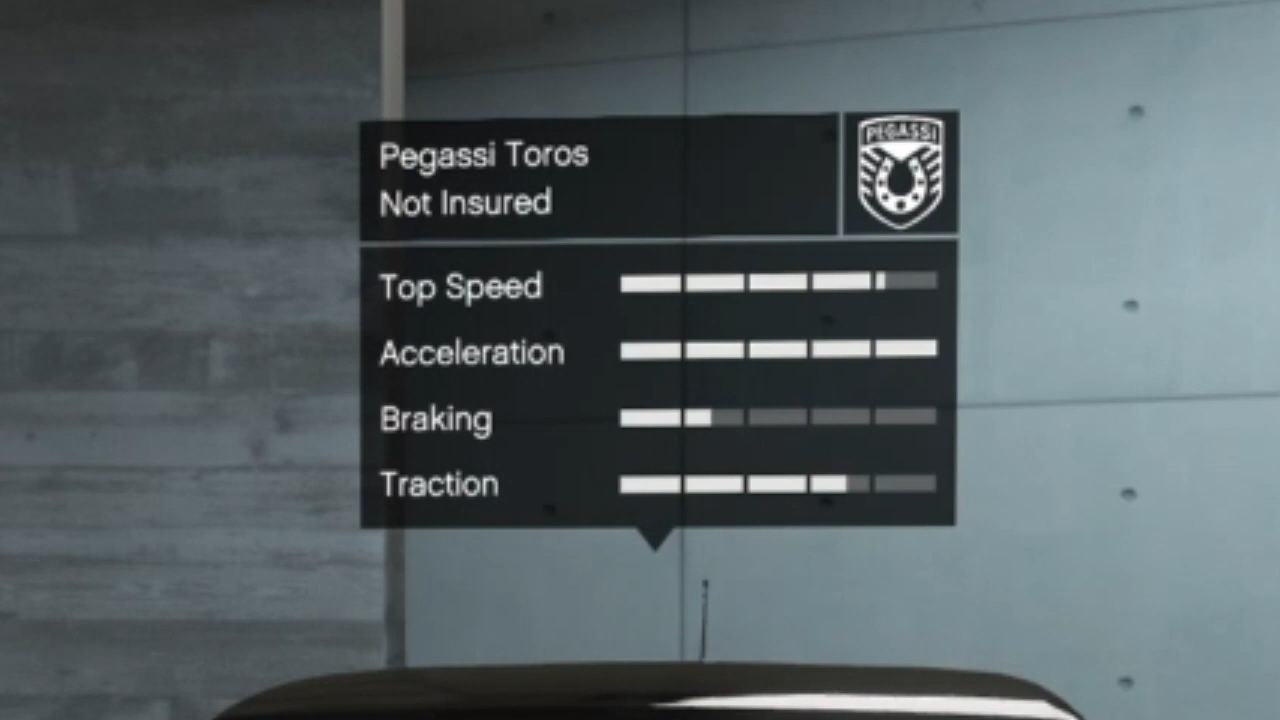 Pegassi Toros
PEGASSI
Not Insured
Top Speed
Acceleration
Braking
Traction